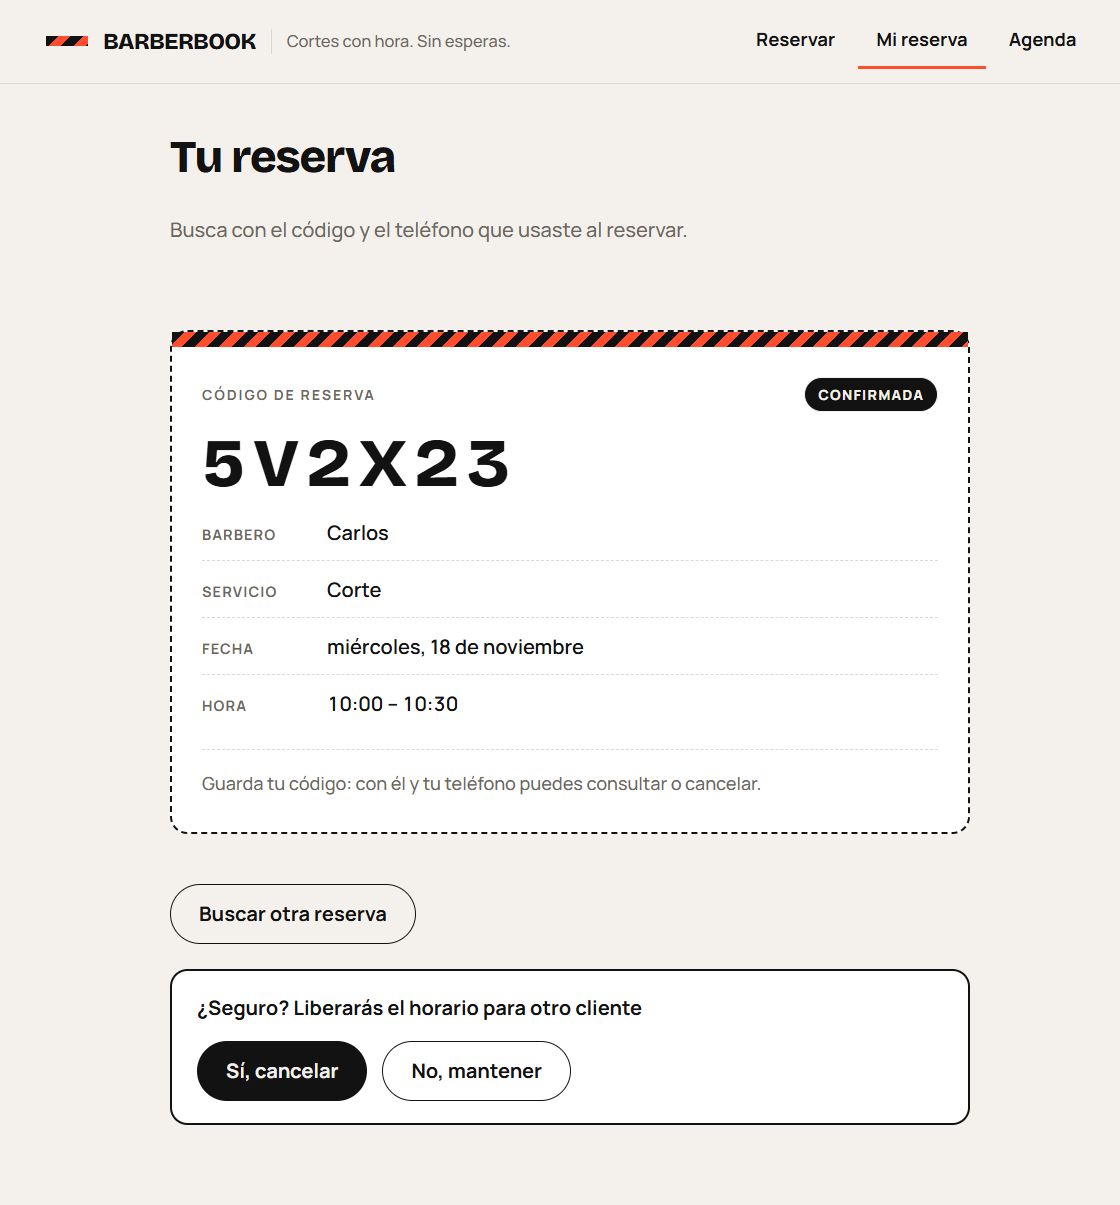 BARBERBOOK Cortes con hora. Sin esperas. Reservar Mi reserva Agenda
Tu reserva
Busca con el código y el teléfono que usaste al reservar.
CÓDIGO DE RESERVA CONFIRMADA
5V2X23
BARBERO Carlos
SERVICIO Corte
FECHA miércoles, 18 de noviembre
HORA 10:00 – 10:30
Guarda tu código: con él y tu teléfono puedes consultar o cancelar.
Buscar otra reserva
¿Seguro? Liberarás el horario para otro cliente
Sí, cancelar No, mantener